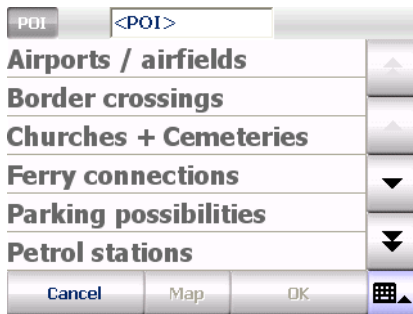 POI <POI>
Airports / airfields
Border crossings
Churches + Cemeteries
Ferry connections
Parking possibilities
Petrol stations
Cancel Map OK